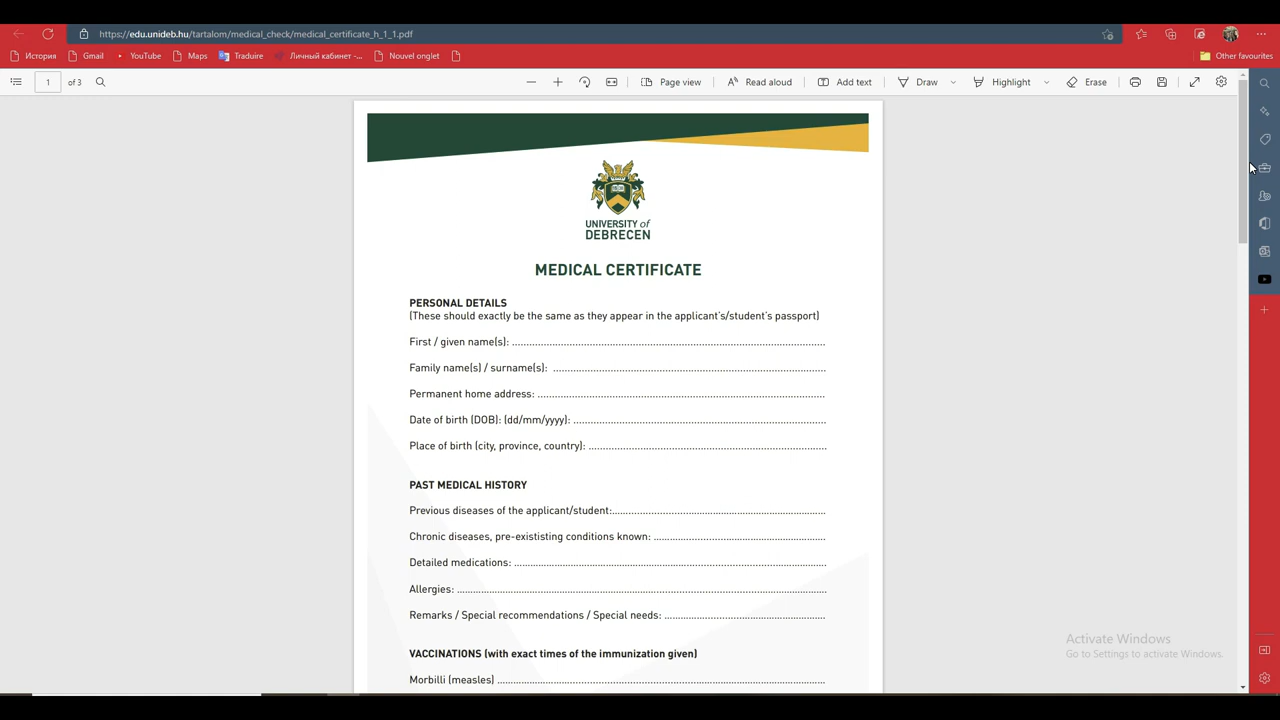 https://edu.unideb.hu/tartalom/medical_check/medical_certificate_h_1_1.pdf
История Gmail YouTube Maps Traduire Личный кабинет -... Nouvel onglet Other favourites
1 of 3 Page view Read aloud Add text Draw Highlight Erase
UNIVERSITY of
DEBRECEN
MEDICAL CERTIFICATE
PERSONAL DETAILS
(These should exactly be the same as they appear in the applicant's/student's passport)
First / given name(s): ....................................................................................................
Family name(s) / surname(s): ....................................................................................................
Permanent home address: ....................................................................................................
Date of birth (DOB): (dd/mm/yyyy): ....................................................................................................
Place of birth (city, province, country): ....................................................................................................
PAST MEDICAL HISTORY
Previous diseases of the applicant/student:....................................................................................................
Chronic diseases, pre-exististing conditions known: ....................................................................................................
Detailed medications: ....................................................................................................
Allergies: ....................................................................................................
Remarks / Special recommendations / Special needs: ....................................................................................................
Activate Windows
Go to Settings to activate Windows.
VACCINATIONS (with exact times of the immunization given)
Morbilli (measles) ....................................................................................................